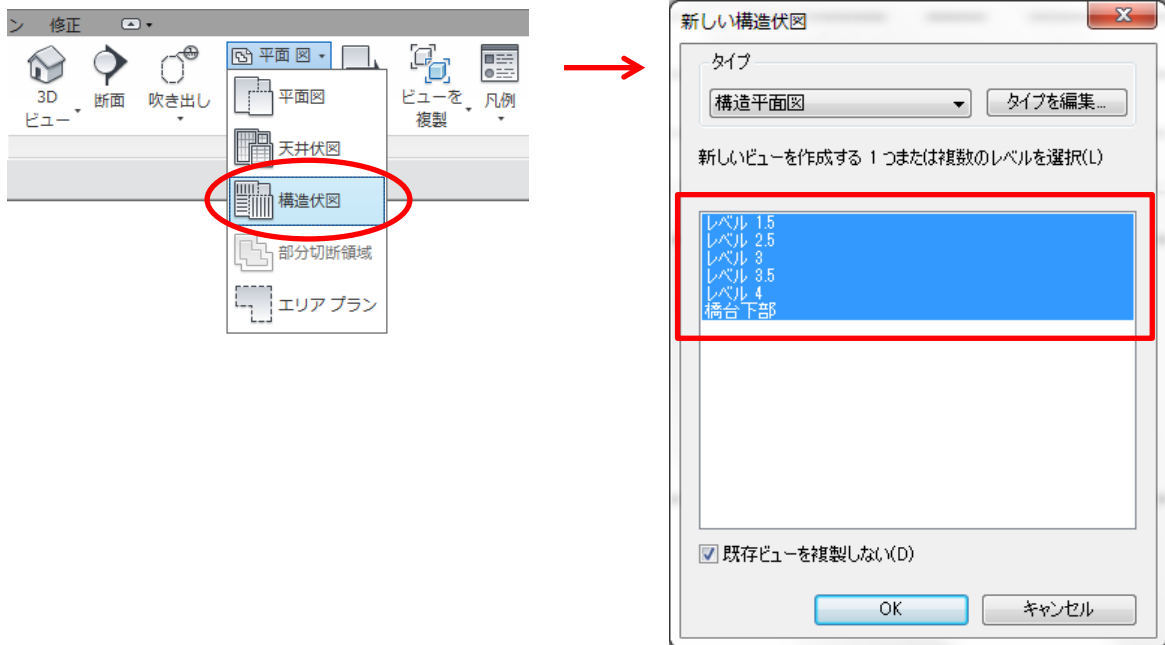 ン 修正
3D
ビュー
断面
吹き出し
平面 図
ビューを
複製
凡例
平面図
天井伏図
構造伏図
部分切断領域
エリア プラン
新しい構造伏図
タイプ
構造平面図
タイプを編集...
新しいビューを作成する 1 つまたは複数のレベルを選択(L)
レベル 1.5
レベル 2.5
レベル 3
レベル 3.5
レベル 4
橋台下部
既存ビューを複製しない(D)
OK
キャンセル